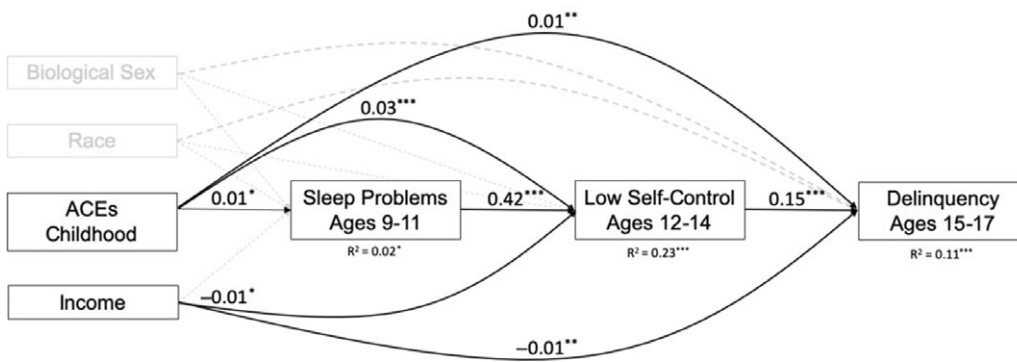 0.01**
Biological Sex
0.03***
Race
ACEs
Childhood
0.01*
Sleep Problems
Ages 9-11
R² = 0.02*
0.42***
Low Self-Control
Ages 12-14
R² = 0.23***
0.15***
Delinquency
Ages 15-17
R² = 0.11***
Income
−0.01*
−0.01**